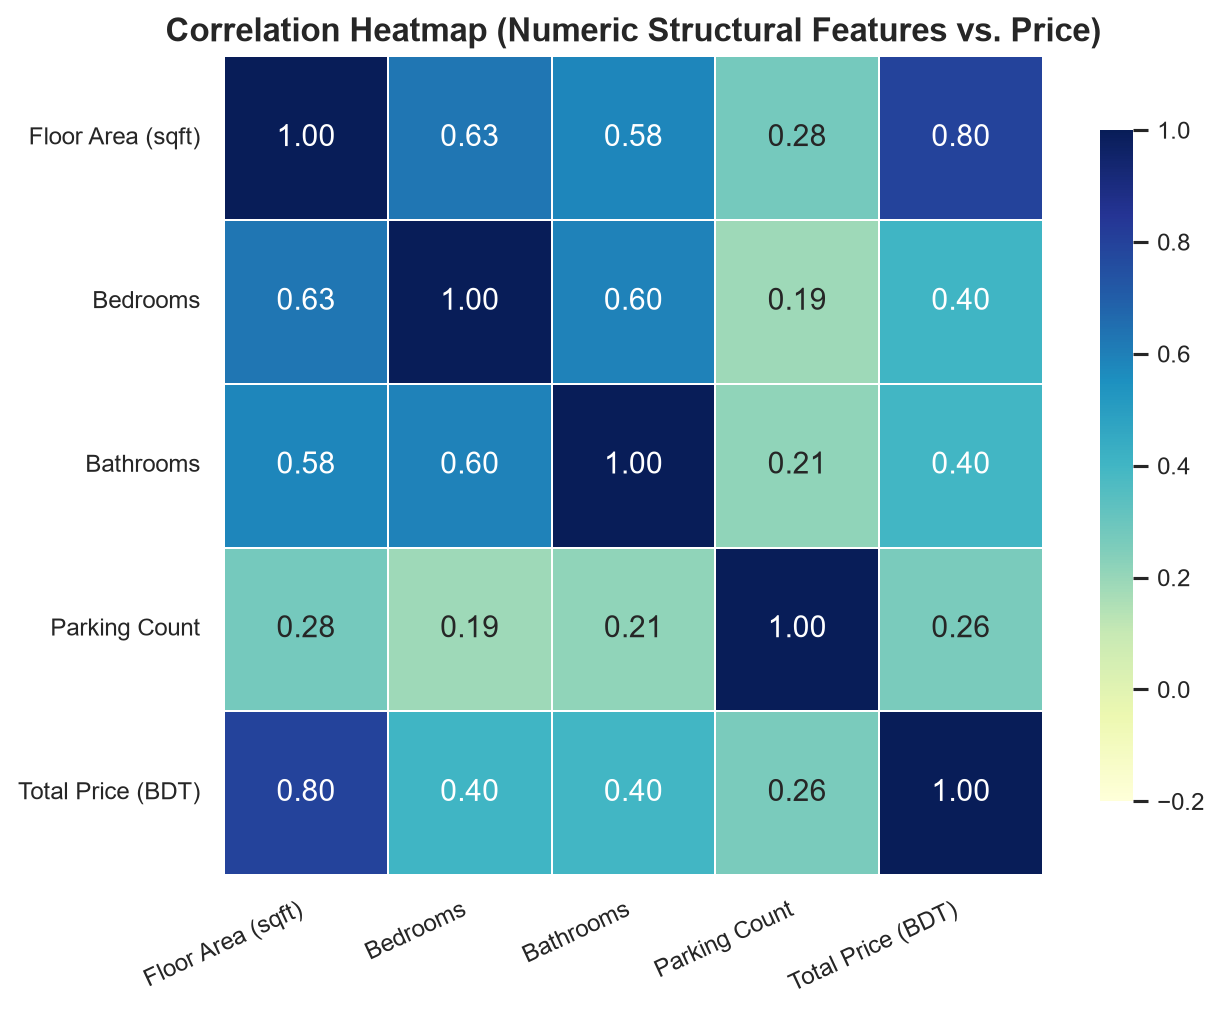 Correlation Heatmap (Numeric Structural Features vs. Price)
Floor Area (sqft) 1.00 0.63 0.58 0.28 0.80
Bedrooms 0.63 1.00 0.60 0.19 0.40
Bathrooms 0.58 0.60 1.00 0.21 0.40
Parking Count 0.28 0.19 0.21 1.00 0.26
Total Price (BDT) 0.80 0.40 0.40 0.26 1.00
Floor Area (sqft) Bedrooms Bathrooms Parking Count Total Price (BDT)
1.0
0.8
0.6
0.4
0.2
0.0
−0.2